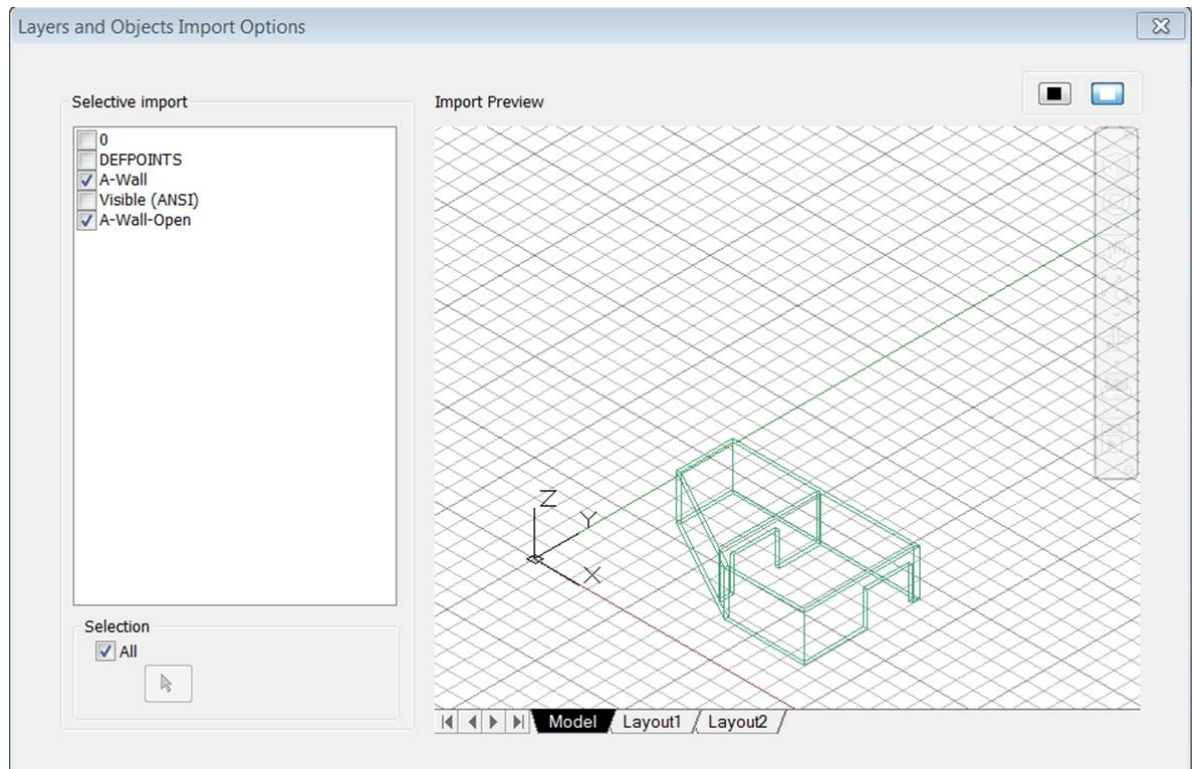 Layers and Objects Import Options
Selective import
0
DEFPOINTS
A-Wall
Visible (ANSI)
A-Wall-Open
Selection
All
Import Preview
Z
Y
X
Model Layout1 Layout2